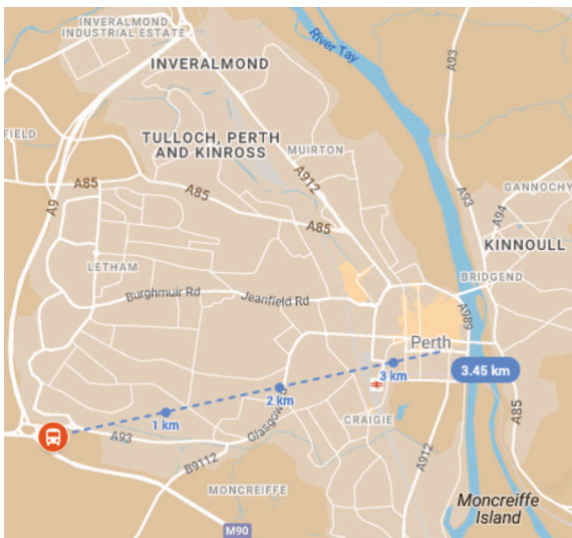 INVERALMOND
INDUSTRIAL ESTATE
River Tay
A93
INVERALMOND
FIELD
TULLOCH, PERTH
AND KINROSS
MUIRTON
A912
A85
A9
A85
A85
A93
GANNOCHY
A94
KINNOULL
LETHAM
BRIDGEND
Burghmuir Rd
Jeanfield Rd
A989
Perth
3.45 km
3 km
2 km
1 km
A93
Glasgow
CRAIGIE
A85
B9112
A912
MONCREIFFE
Moncreiffe
Island
M90